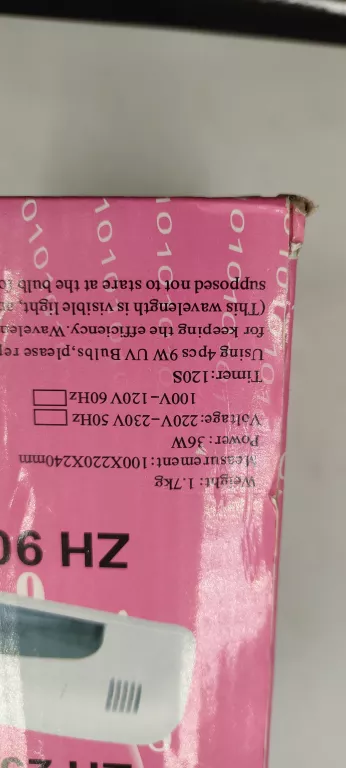 ZH 90
Weight: 1.7kg
Measurement: 100X220X240mm
Power: 36W
Voltage: 220V-230V 50Hz
100V-120V 60Hz
Timer:120S
Using 4pcs 9W UV Bulbs,please
for keeping the efficiency.
(This wavelength is visible light,
supposed not to stare at the bulb